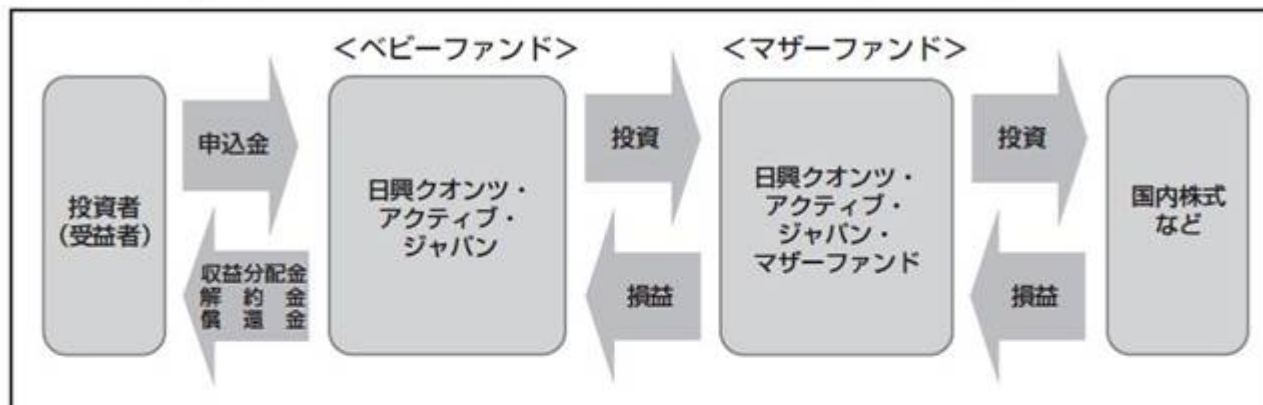 <ベビーファンド>
<マザーファンド>
投資者
(受益者)
申込金
収益分配金
解約金
償還金
日興クオンツ・
アクティブ・
ジャパン
投資
損益
日興クオンツ・
アクティブ・
ジャパン・
マザーファンド
投資
損益
国内株式
など